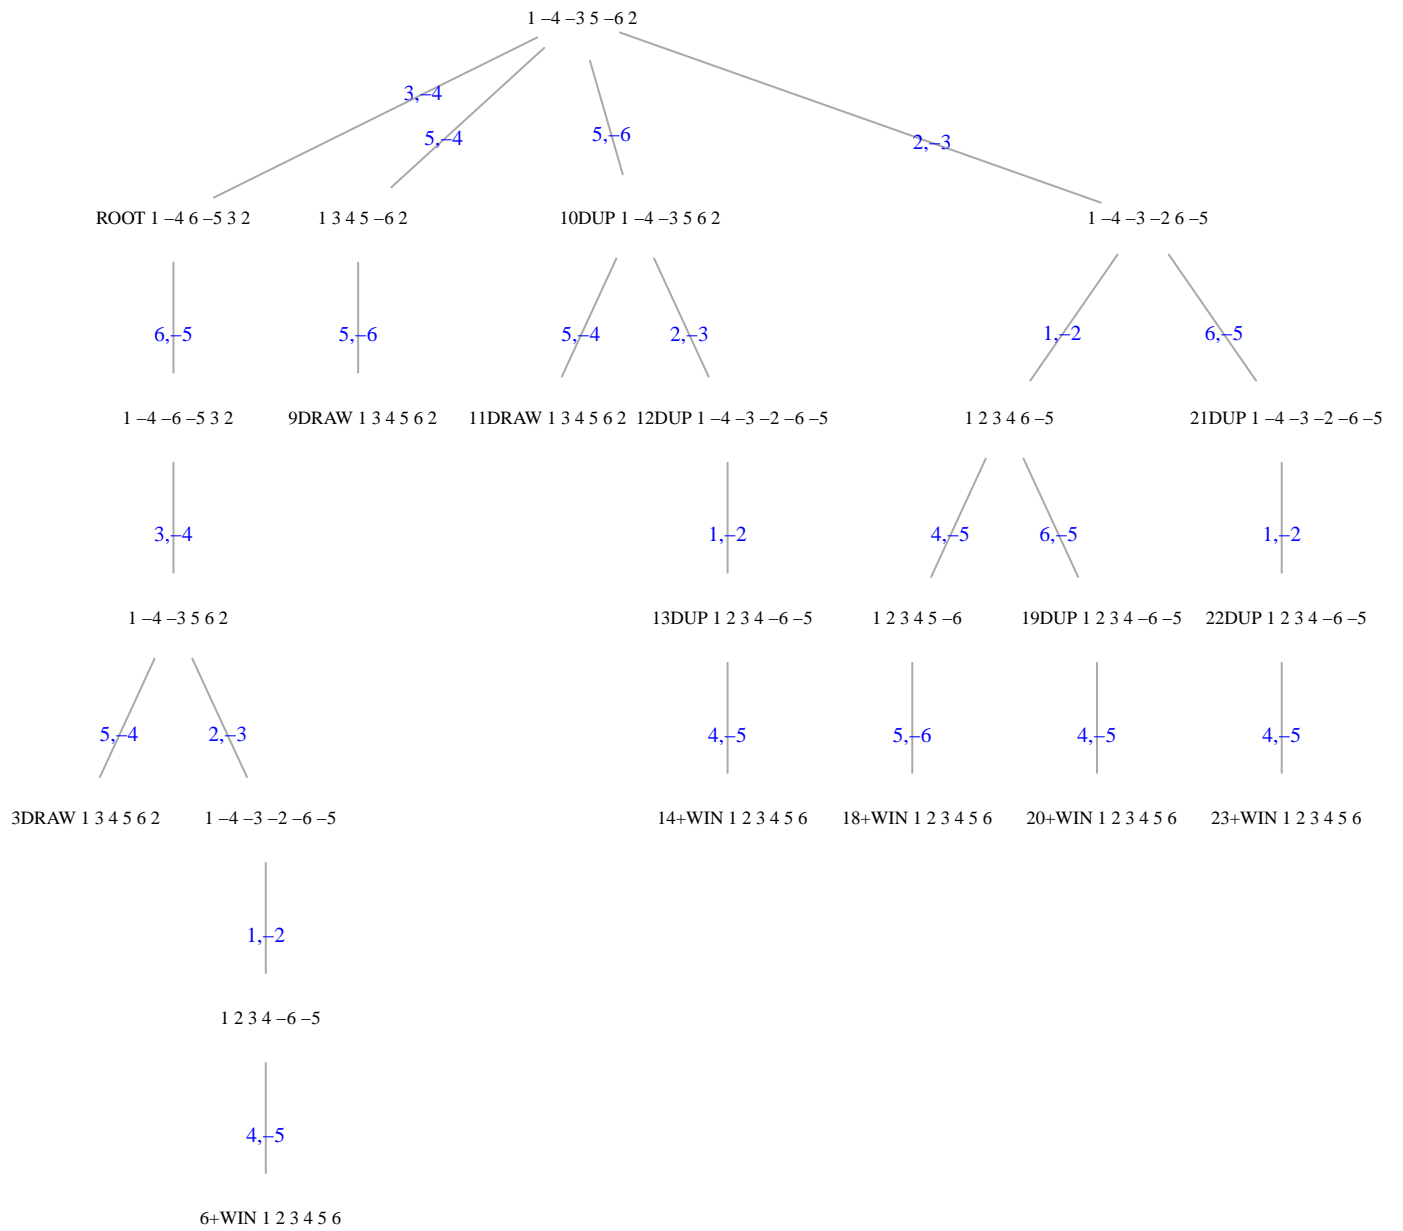 1 –4 –3 5 –6 2
3,–4
5,–4
5,–6
2,–3
ROOT 1 –4 6 –5 3 2
1 3 4 5 –6 2
10DUP 1 –4 –3 5 6 2
1 –4 –3 –2 6 –5
6,–5
5,–6
5,–4
2,–3
1,–2
6,–5
1 –4 –6 –5 3 2
9DRAW 1 3 4 5 6 2
11DRAW 1 3 4 5 6 2
12DUP 1 –4 –3 –2 –6 –5
1 2 3 4 6 –5
21DUP 1 –4 –3 –2 –6 –5
3,–4
1,–2
4,–5
6,–5
1,–2
1 –4 –3 5 6 2
13DUP 1 2 3 4 –6 –5
1 2 3 4 5 –6
19DUP 1 2 3 4 –6 –5
22DUP 1 2 3 4 –6 –5
5,–4
2,–3
4,–5
5,–6
4,–5
4,–5
3DRAW 1 3 4 5 6 2
1 –4 –3 –2 –6 –5
14+WIN 1 2 3 4 5 6
18+WIN 1 2 3 4 5 6
20+WIN 1 2 3 4 5 6
23+WIN 1 2 3 4 5 6
1,–2
1 2 3 4 –6 –5
4,–5
6+WIN 1 2 3 4 5 6